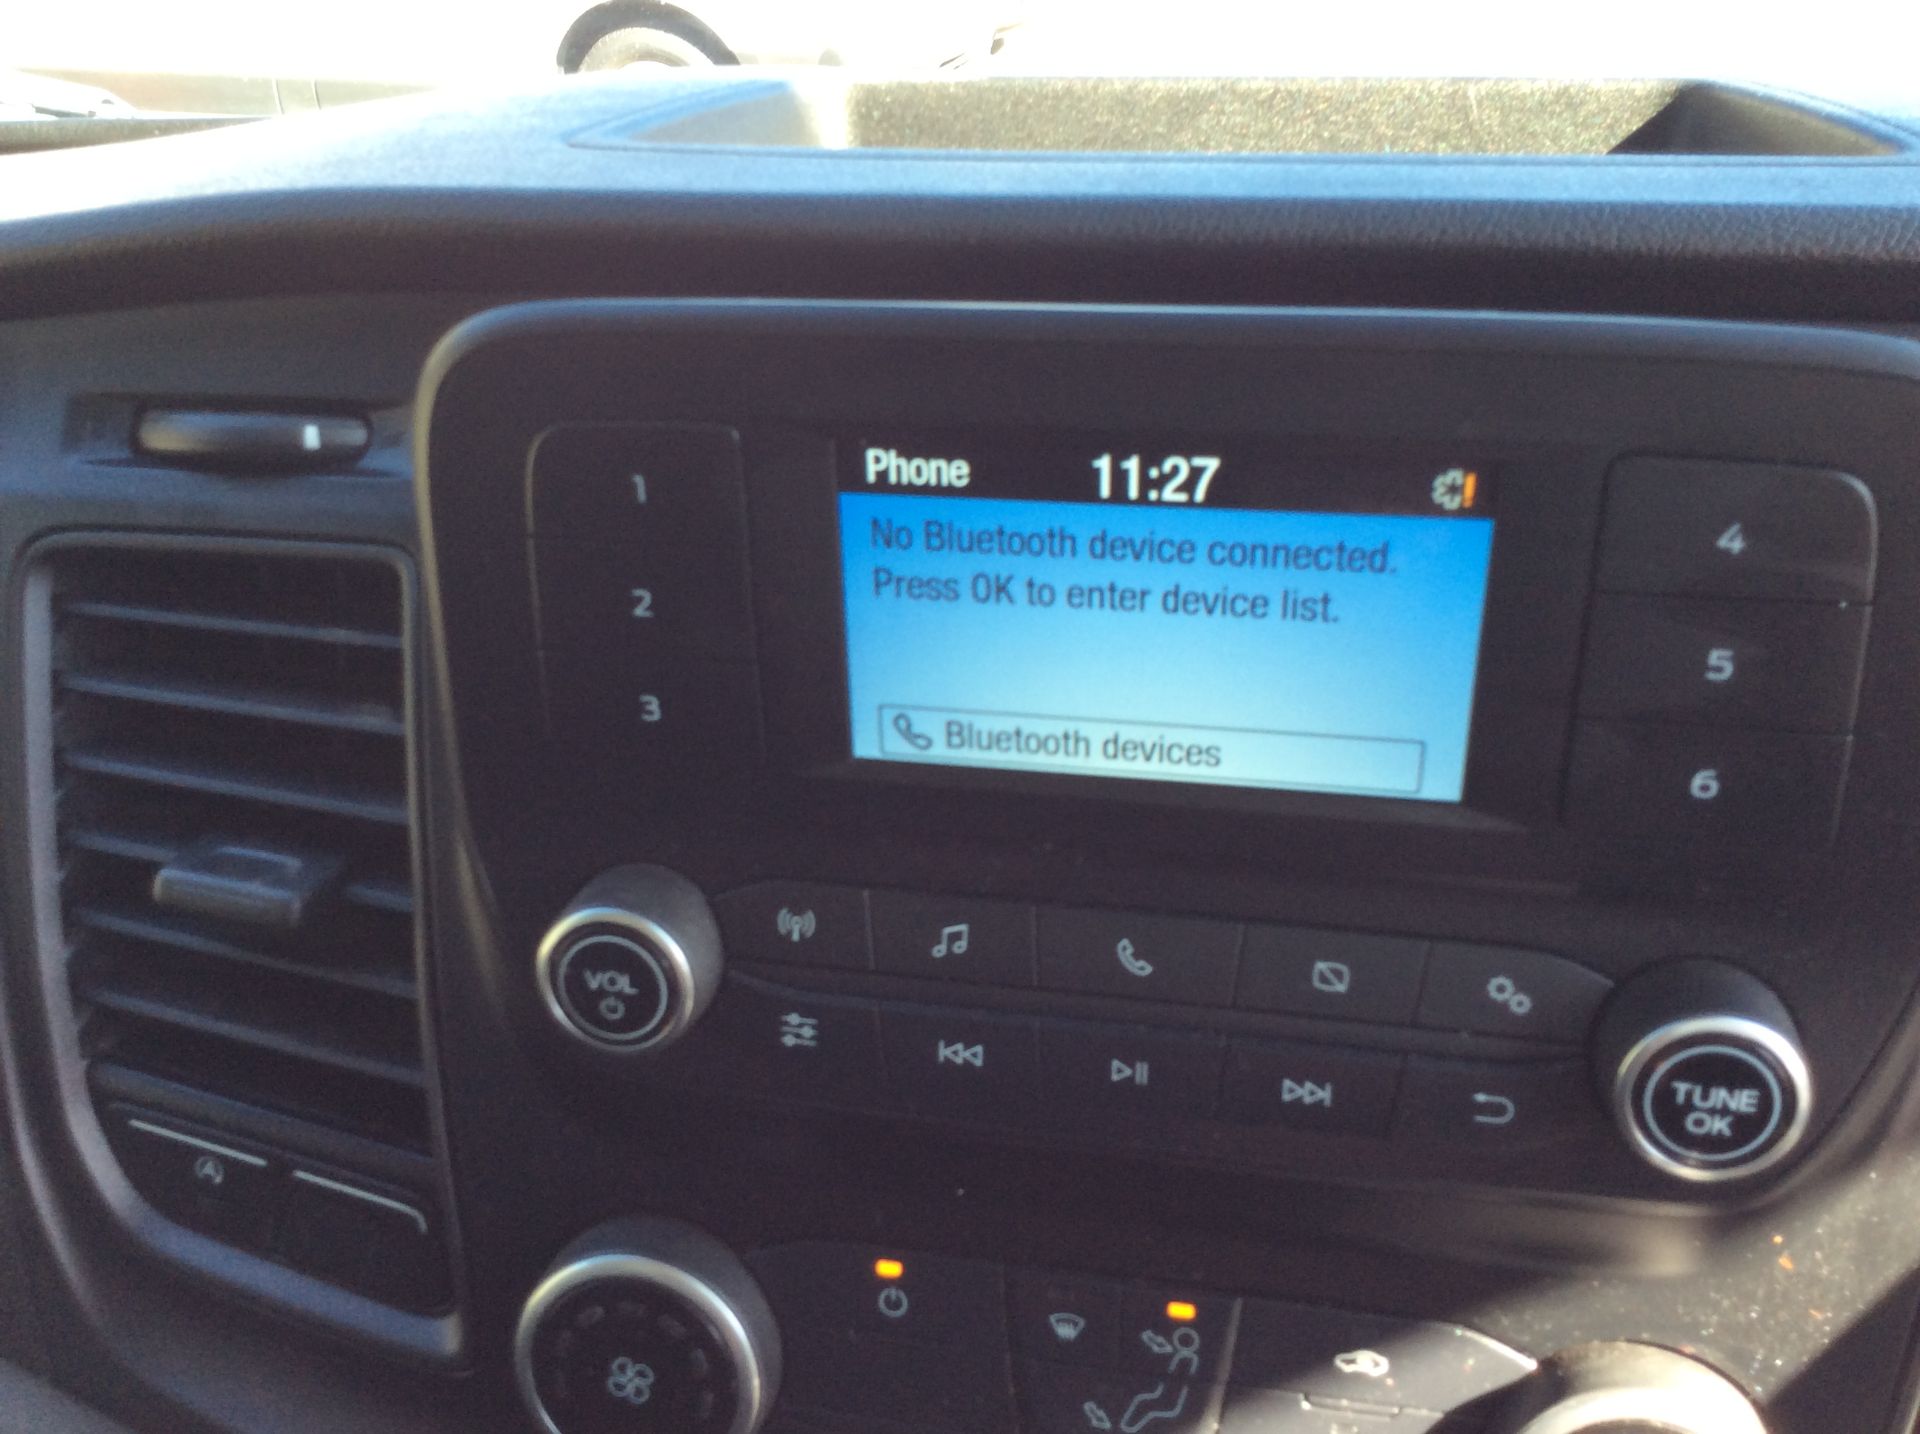 Phone 11:27
No Bluetooth device connected.
Press OK to enter device list.
Bluetooth devices
1
2
3
4
5
6
VOL
TUNE
OK
A